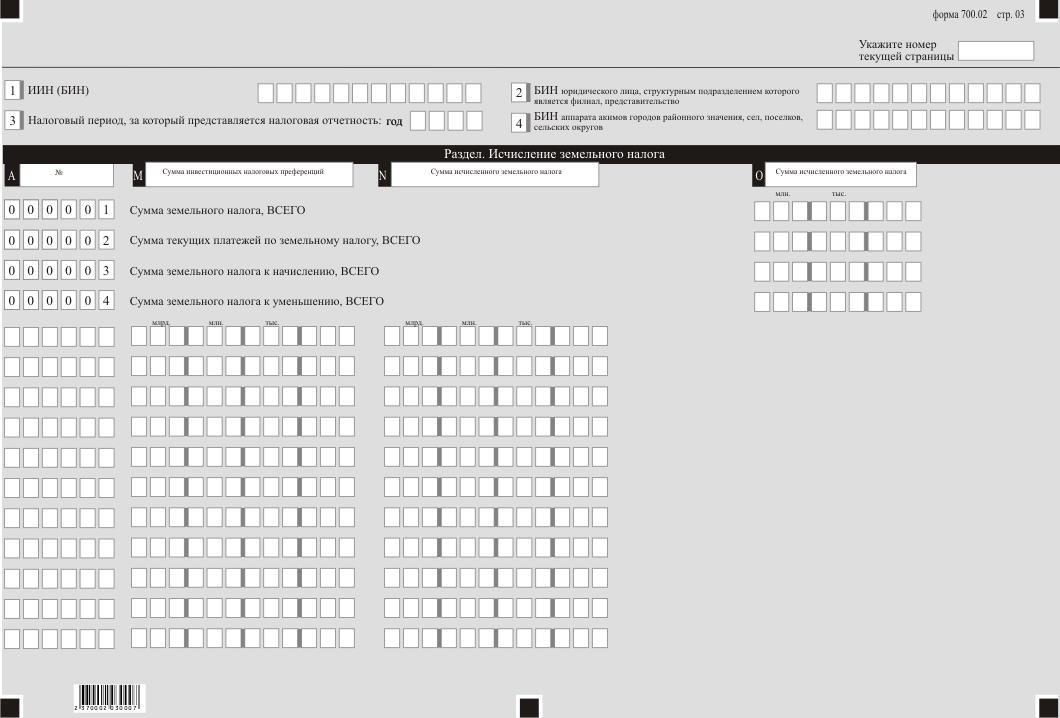 форма 700.02 стр. 03
Укажите номер
текущей страницы
1 ИИН (БИН)
2 БИН юридического лица, структурным подразделением которого
является филиал, представительство
3 Налоговый период, за который представляется налоговая отчетность: год
4 БИН аппарата акимов городов районного значения, сел, поселков,
сельских округов
Раздел. Исчисление земельного налога
A № M Сумма инвестиционных налоговых преференций N Сумма исчисленного земельного налога O Сумма исчисленного земельного налога
млн. тыс.
0 0 0 0 0 1 Сумма земельного налога, ВСЕГО
0 0 0 0 0 2 Сумма текущих платежей по земельному налогу, ВСЕГО
0 0 0 0 0 3 Сумма земельного налога к начислению, ВСЕГО
0 0 0 0 0 4 Сумма земельного налога к уменьшению, ВСЕГО
млрд. млн. тыс. млрд. млн. тыс.
2 370002 030007